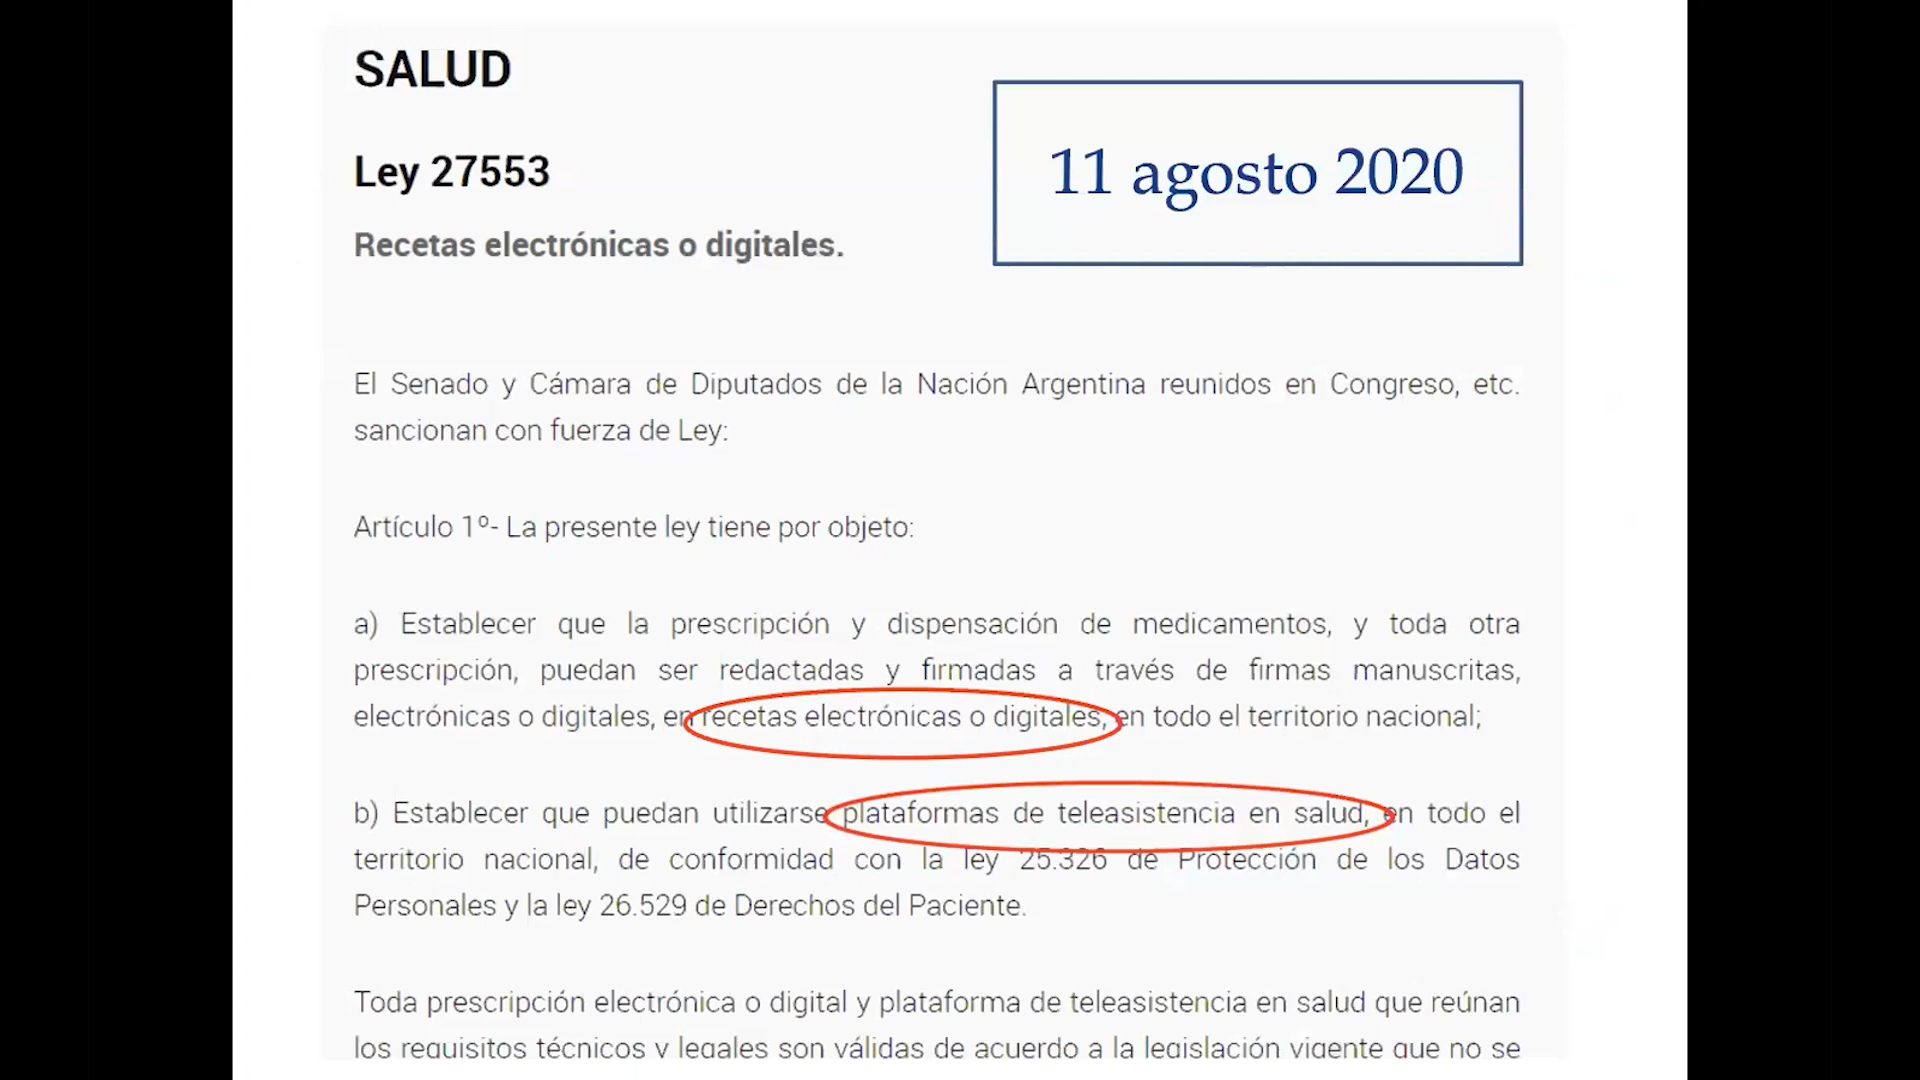 SALUD
11 agosto 2020
Ley 27553
Recetas electrónicas o digitales.
El Senado y Cámara de Diputados de la Nación Argentina reunidos en Congreso, etc.
sancionan con fuerza de Ley:
Artículo 1º- La presente ley tiene por objeto:
a) Establecer que la prescripción y dispensación de medicamentos, y toda otra
prescripción, puedan ser redactadas y firmadas a través de firmas manuscritas,
electrónicas o digitales, en recetas electrónicas o digitales, en todo el territorio nacional;
b) Establecer que puedan utilizarse plataformas de teleasistencia en salud, en todo el
territorio nacional, de conformidad con la ley 25.326 de Protección de los Datos
Personales y la ley 26.529 de Derechos del Paciente.
Toda prescripción electrónica o digital y plataforma de teleasistencia en salud que reúnan
los requisitos técnicos y legales son válidas de acuerdo a la legislación vigente que no se